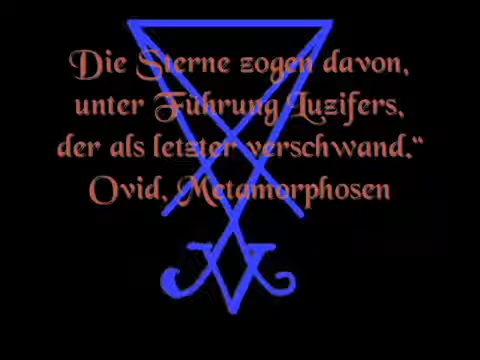 Die Sterne zogen davon,
unter Führung Luzifers,
der als letzter verschwand.“
Ovid, Metamorphosen